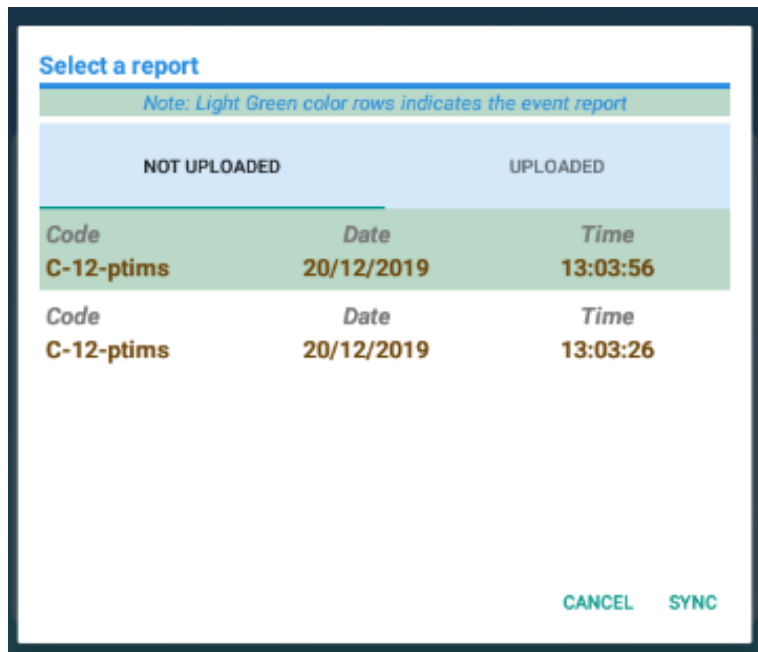 Select a report
Note: Light Green color rows indicates the event report
NOT UPLOADED UPLOADED
Code Date Time
C-12-ptims 20/12/2019 13:03:56
Code Date Time
C-12-ptims 20/12/2019 13:03:26
CANCEL SYNC